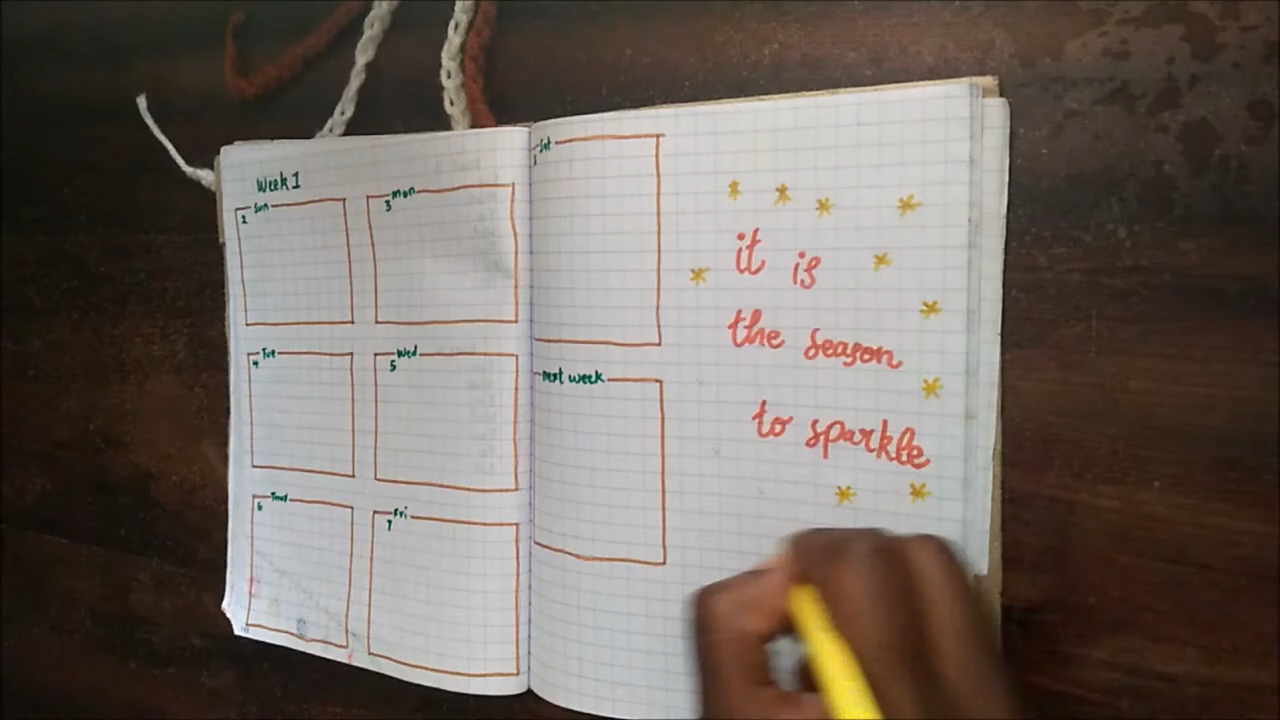 Week 1
Sun
2
mon
3
Tue
4
Wed
5
Thur
6
Fri
7
Sat
1
next week
it is
the season
to sparkle